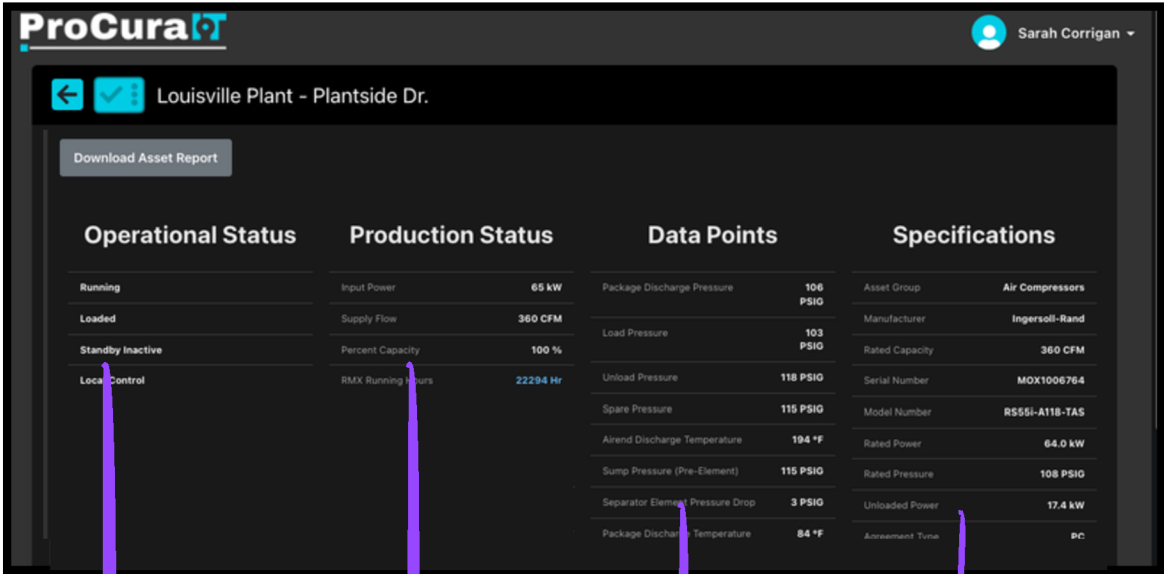 ProCuraIoT
Sarah Corrigan
Louisville Plant - Plantside Dr.
Download Asset Report
Operational Status
Running
Loaded
Standby Inactive
Local Control
Production Status
Input Power 65 kW
Supply Flow 360 CFM
Percent Capacity 100 %
RMX Running Hours 22294 Hr
Data Points
Package Discharge Pressure 106
PSIG
Load Pressure 103
PSIG
Unload Pressure 118 PSIG
Spare Pressure 115 PSIG
Airend Discharge Temperature 194 °F
Sump Pressure (Pre-Element) 115 PSIG
Separator Element Pressure Drop 3 PSIG
Package Discharge Temperature 84 °F
Specifications
Asset Group Air Compressors
Manufacturer Ingersoll-Rand
Rated Capacity 360 CFM
Serial Number MOX1006764
Model Number RS55i-A118-TAS
Rated Power 64.0 kW
Rated Pressure 108 PSIG
Unloaded Power 17.4 kW
Agreement Type PC